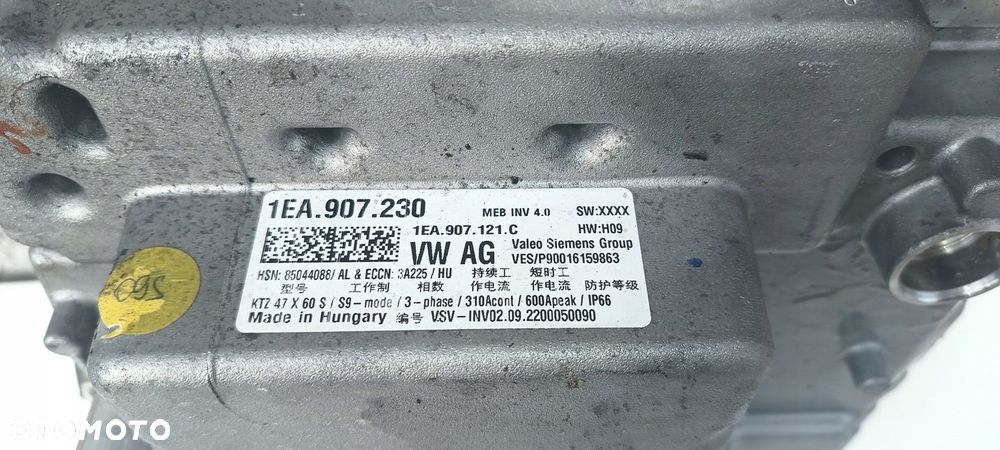 1EA.907.230 MEB INV 4.0 SW:XXXX
1EA.907.121.C HW:H09
VW AG Valeo Siemens Group
VES/P90016159863
HSN: 85044088/ AL & ECCN: 3A225 / HU 持续工 短时工
型号 工作制 相数 作电流 作电流 防护等级
KTZ 47 X 60 S / S9-mode / 3-phase / 310Acont / 600Apeak / IP66
Made in Hungary 编号 VSV-INV02.09.2200050090
560
OTOMOTO